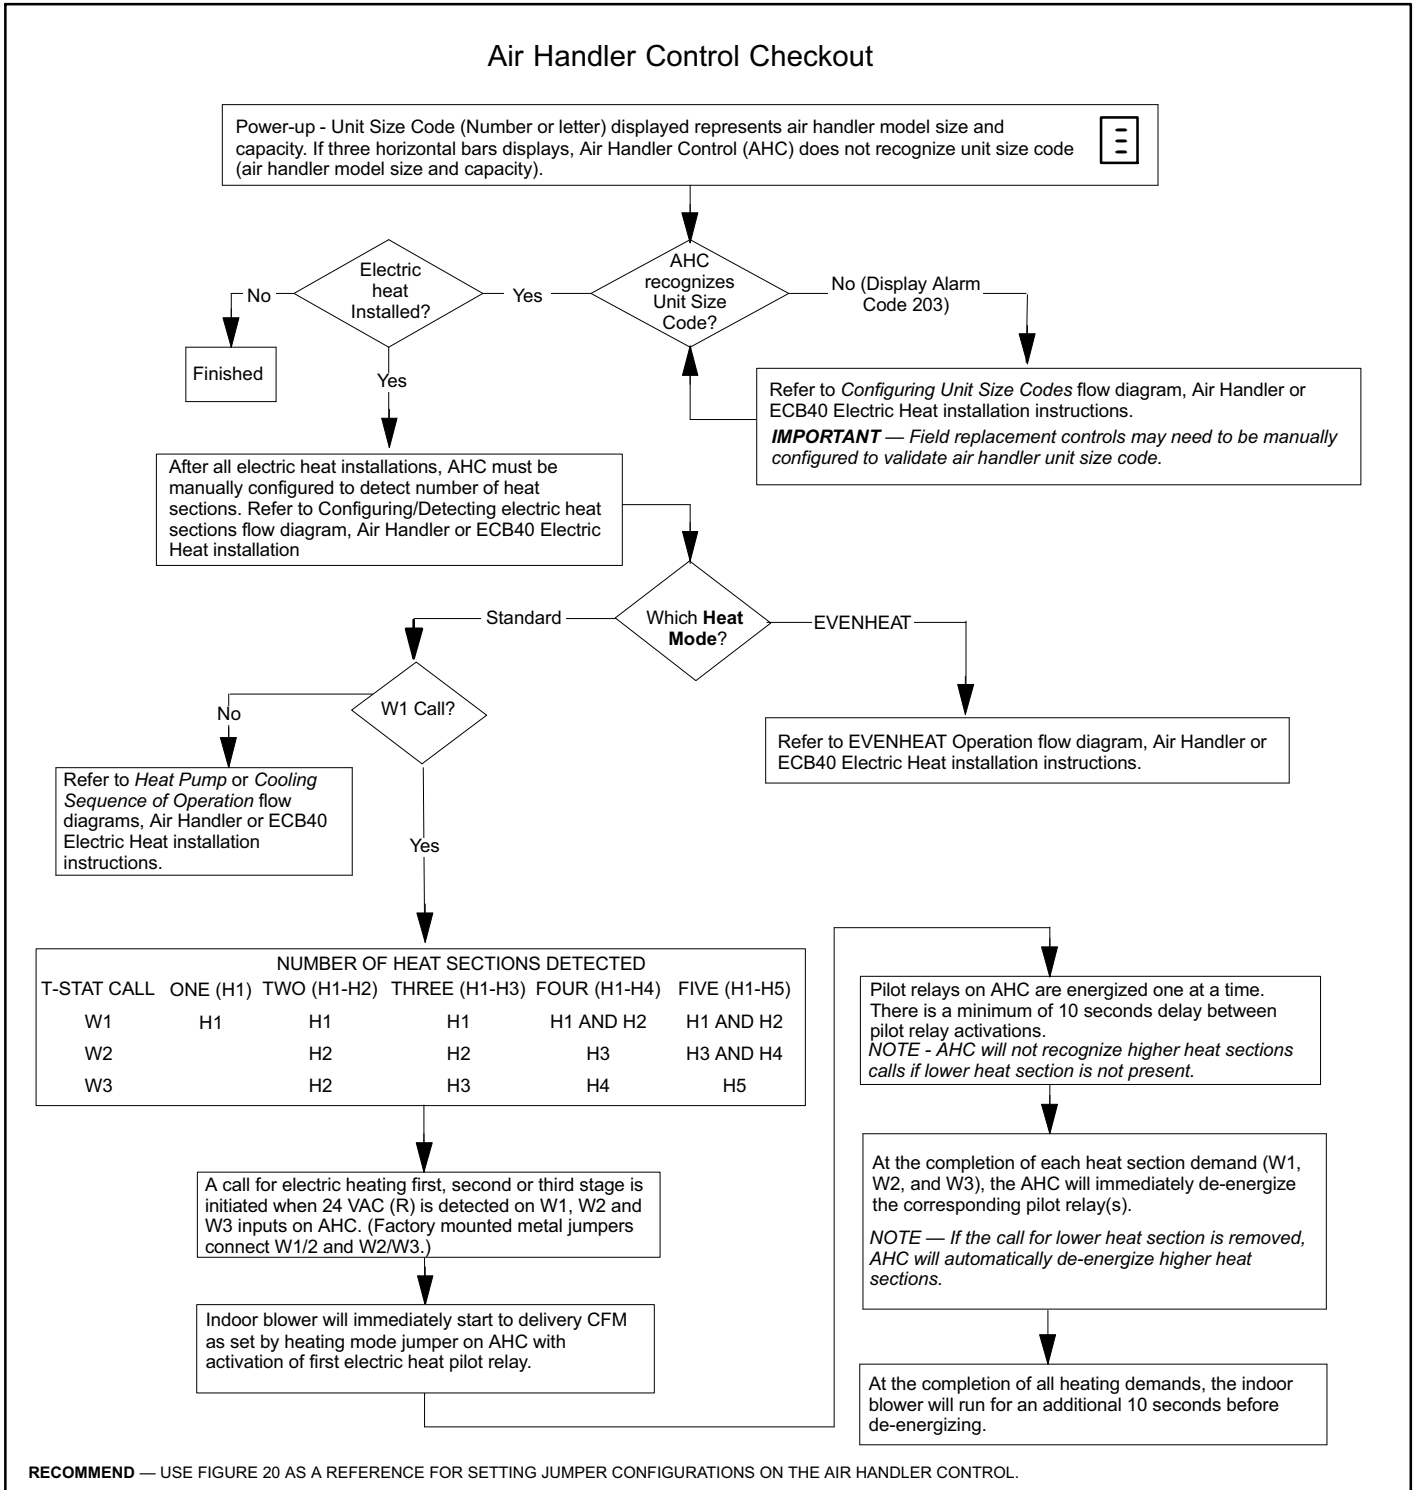 Air Handler Control Checkout
Power-up - Unit Size Code (Number or letter) displayed represents air handler model size and
capacity. If three horizontal bars displays, Air Handler Control (AHC) does not recognize unit size code
(air handler model size and capacity).
AHC
recognizes
Unit Size
Code?
Yes
No (Display Alarm
Code 203)
Electric
heat
Installed?
No
Finished
Yes
Refer to Configuring Unit Size Codes flow diagram, Air Handler or
ECB40 Electric Heat installation instructions.
IMPORTANT — Field replacement controls may need to be manually
configured to validate air handler unit size code.
After all electric heat installations, AHC must be
manually configured to detect number of heat
sections. Refer to Configuring/Detecting electric heat
sections flow diagram, Air Handler or ECB40 Electric
Heat installation
Which Heat
Mode?
Standard
EVENHEAT
W1 Call?
No
Refer to EVENHEAT Operation flow diagram, Air Handler or
ECB40 Electric Heat installation instructions.
Refer to Heat Pump or Cooling
Sequence of Operation flow
diagrams, Air Handler or ECB40
Electric Heat installation
instructions.
Yes
NUMBER OF HEAT SECTIONS DETECTED
T-STAT CALL ONE (H1) TWO (H1-H2) THREE (H1-H3) FOUR (H1-H4) FIVE (H1-H5)
W1 H1 H1 H1 H1 AND H2 H1 AND H2
W2 H2 H2 H3 H3 AND H4
W3 H2 H3 H4 H5
A call for electric heating first, second or third stage is
initiated when 24 VAC (R) is detected on W1, W2 and
W3 inputs on AHC. (Factory mounted metal jumpers
connect W1/2 and W2/W3.)
Indoor blower will immediately start to delivery CFM
as set by heating mode jumper on AHC with
activation of first electric heat pilot relay.
Pilot relays on AHC are energized one at a time.
There is a minimum of 10 seconds delay between
pilot relay activations.
NOTE - AHC will not recognize higher heat sections
calls if lower heat section is not present.
At the completion of each heat section demand (W1,
W2, and W3), the AHC will immediately de-energize
the corresponding pilot relay(s).
NOTE — If the call for lower heat section is removed,
AHC will automatically de-energize higher heat
sections.
At the completion of all heating demands, the indoor
blower will run for an additional 10 seconds before
de-energizing.
RECOMMEND — USE FIGURE 20 AS A REFERENCE FOR SETTING JUMPER CONFIGURATIONS ON THE AIR HANDLER CONTROL.